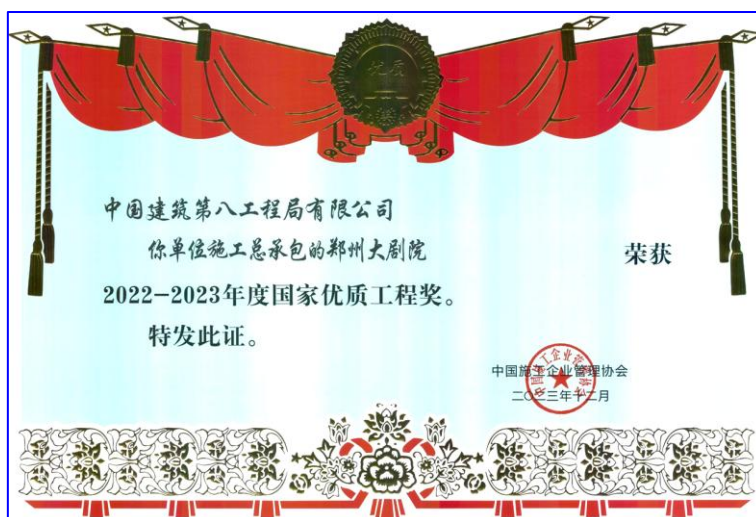 优质
中国建筑第八工程局有限公司
你单位施工总承包的郑州大剧院 荣获
2022-2023年度国家优质工程奖。
特发此证。
中国施工企业管理协会
二〇二三年十二月